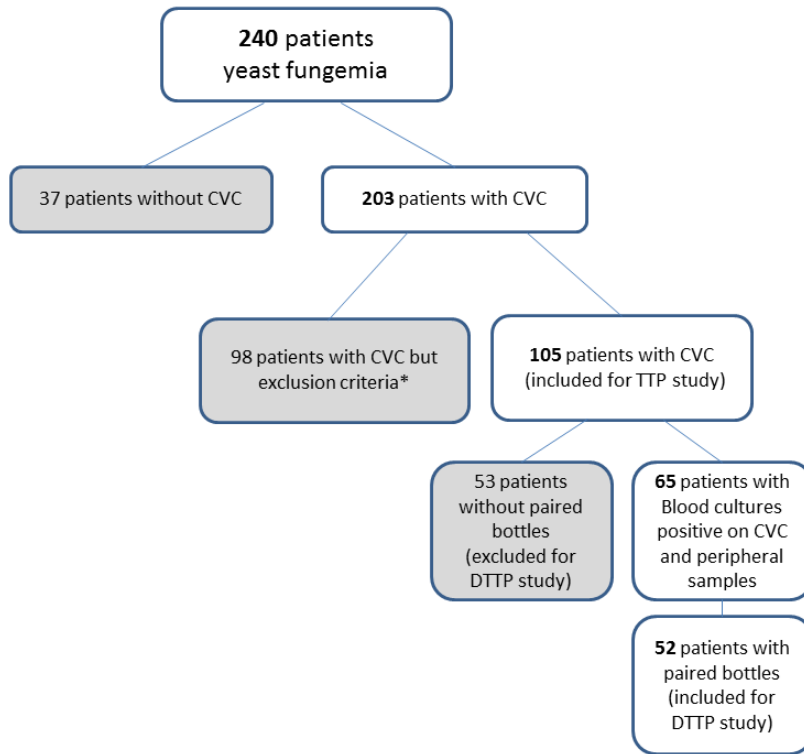 240 patients
yeast fungemia
37 patients without CVC
203 patients with CVC
98 patients with CVC but
exclusion criteria*
105 patients with CVC
(included for TTP study)
53 patients
without paired
bottles
(excluded for
DTTP study)
65 patients with
Blood cultures
positive on CVC
and peripheral
samples
52 patients with
paired bottles
(included for
DTTP study)